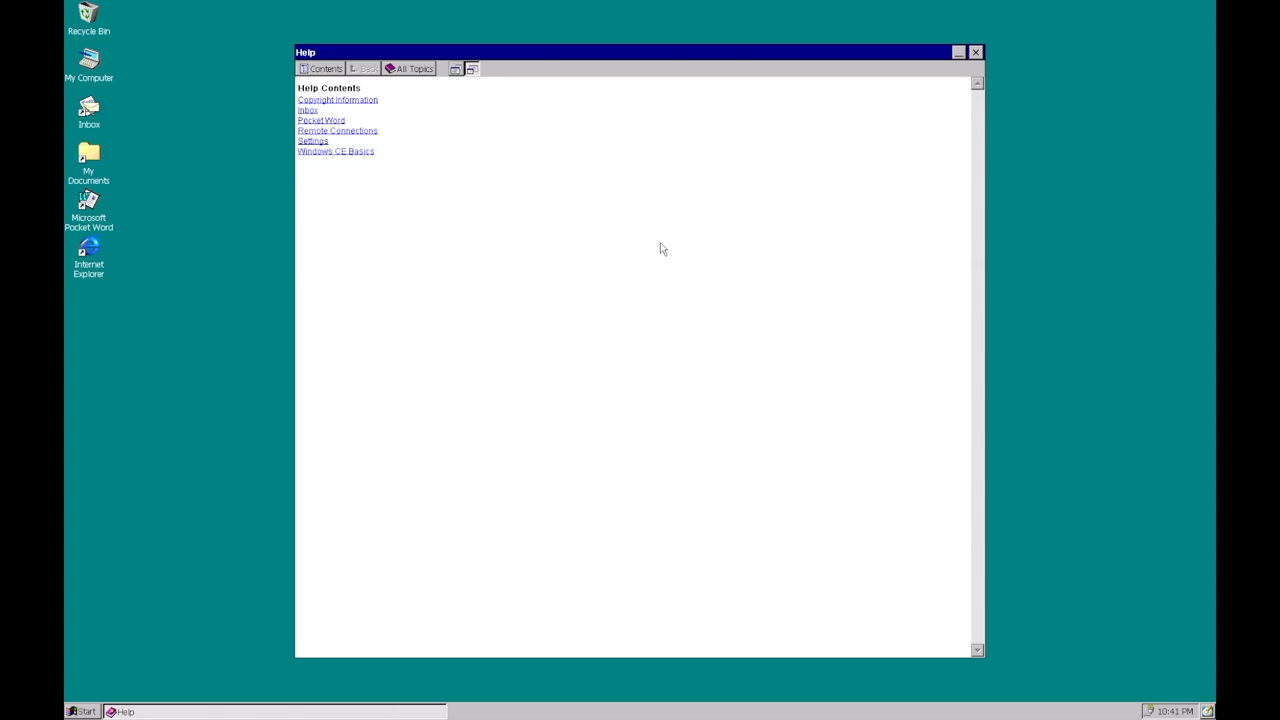 Recycle Bin
My Computer
Inbox
My
Documents
Microsoft
Pocket Word
Internet
Explorer
Help
Contents
Back
All Topics
Help Contents
Copyright Information
Inbox
Pocket Word
Remote Connections
Settings
Windows CE Basics
Start
Help
10:41 PM